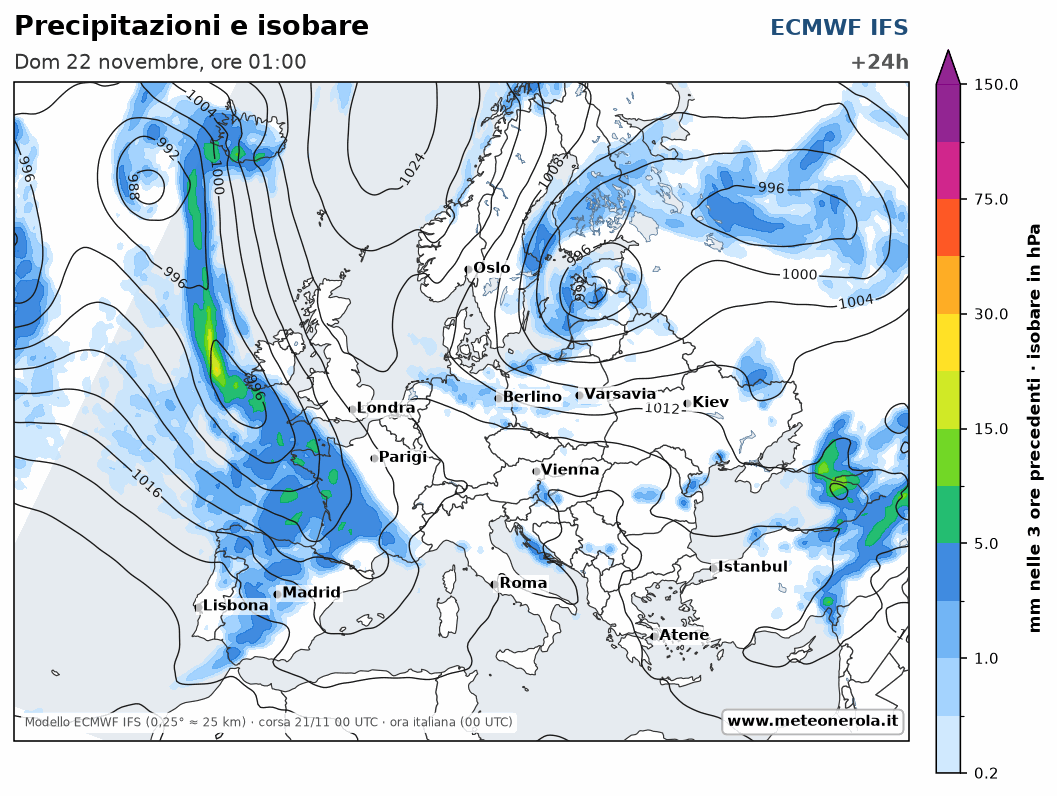 Precipitazioni e isobare
ECMWF IFS
Dom 22 novembre, ore 01:00
+24h
150.0
75.0
30.0
15.0
5.0
1.0
0.2
mm nelle 3 ore precedenti · isobare in hPa
1004
992
988
1000
996
996
996
1024
1008
996
992
996
1000
1004
1012
1016
Oslo
Berlino
Varsavia
Kiev
Londra
Parigi
Vienna
Istanbul
Roma
Madrid
Lisbona
Atene
Modello ECMWF IFS (0,25° ≈ 25 km) · corsa 21/11 00 UTC · ora italiana (00 UTC)
www.meteonerola.it